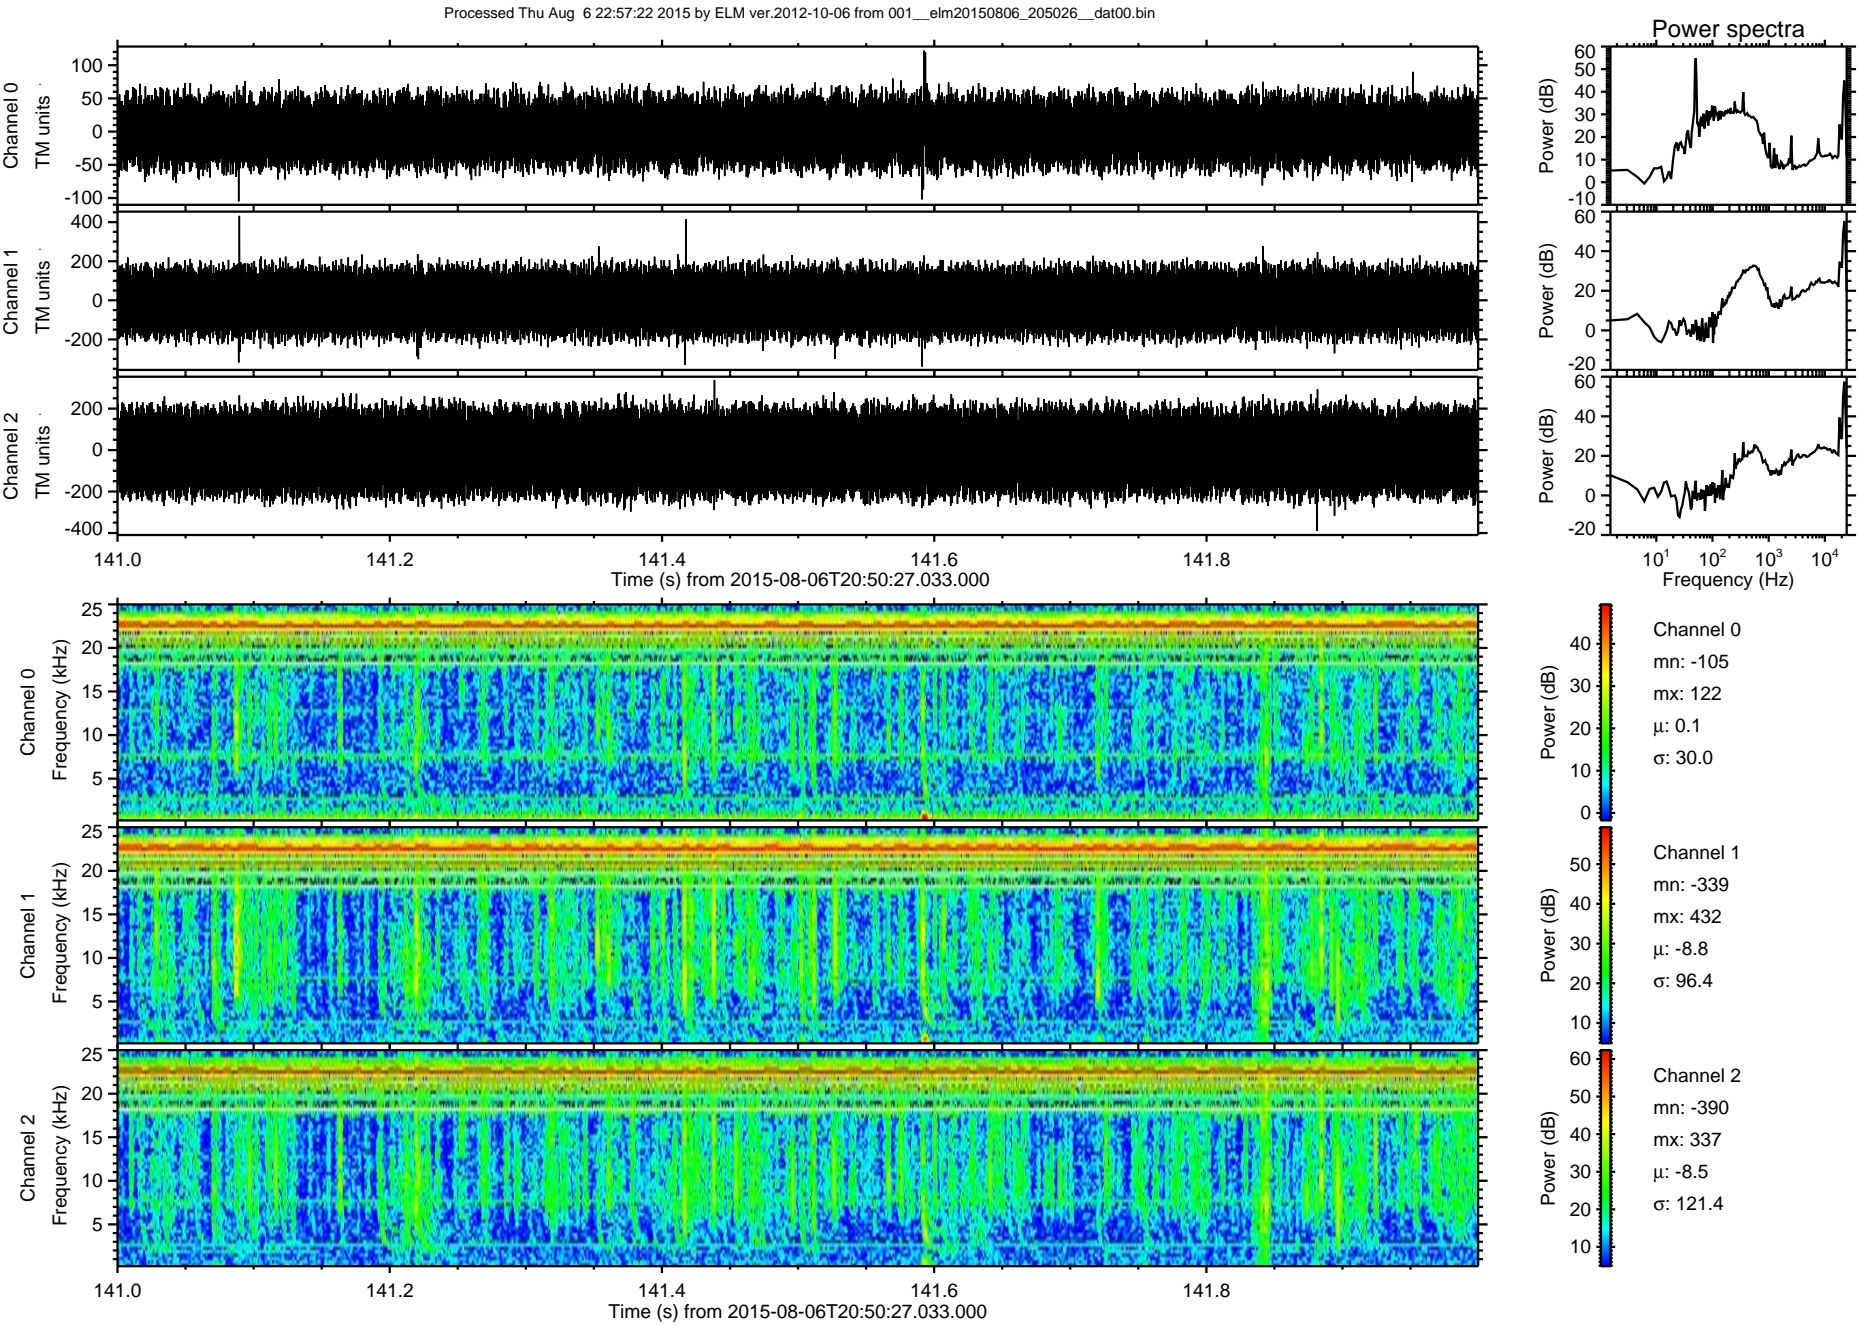 Processed Thu Aug  6 22:57:22 2015 by ELM ver.2012-10-06 from 001__elm20150806_205026__dat00.bin
Power spectra
Channel 0
TM units
100
50
0
-50
-100
Power (dB)
60
50
40
30
20
10
0
-10
Channel 1
TM units
400
200
0
-200
Power (dB)
60
40
20
0
-20
Channel 2
TM units
200
0
-200
-400
Power (dB)
60
40
20
0
-20
141.0
141.2
141.4
141.6
141.8
Time (s) from 2015-08-06T20:50:27.033.000
10¹
10²
10³
10⁴
Frequency (Hz)
Channel 0
Frequency (kHz)
25
20
15
10
5
Power (dB)
40
30
20
10
0
Channel 0
mn: -105
mx: 122
µ: 0.1
σ: 30.0
Channel 1
Frequency (kHz)
25
20
15
10
5
Power (dB)
50
40
30
20
10
Channel 1
mn: -339
mx: 432
µ: -8.8
σ: 96.4
Channel 2
Frequency (kHz)
25
20
15
10
5
Power (dB)
60
50
40
30
20
10
Channel 2
mn: -390
mx: 337
µ: -8.5
σ: 121.4
141.0
141.2
141.4
141.6
141.8
Time (s) from 2015-08-06T20:50:27.033.000